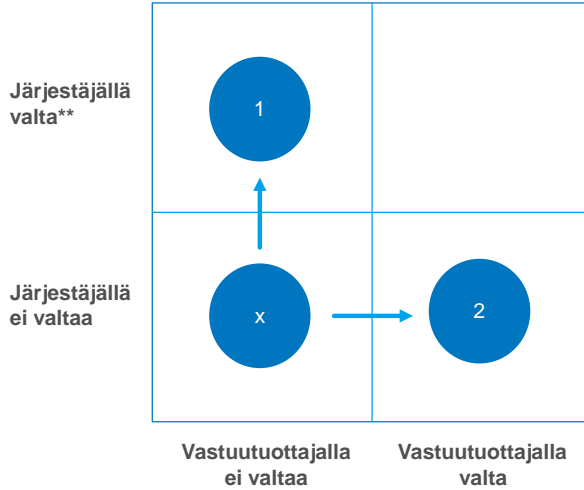 Järjestäjällä
valta**
1
Järjestäjällä
ei valtaa
x
2
Vastuutuottajalla
ei valtaa
Vastuutuottajalla
valta